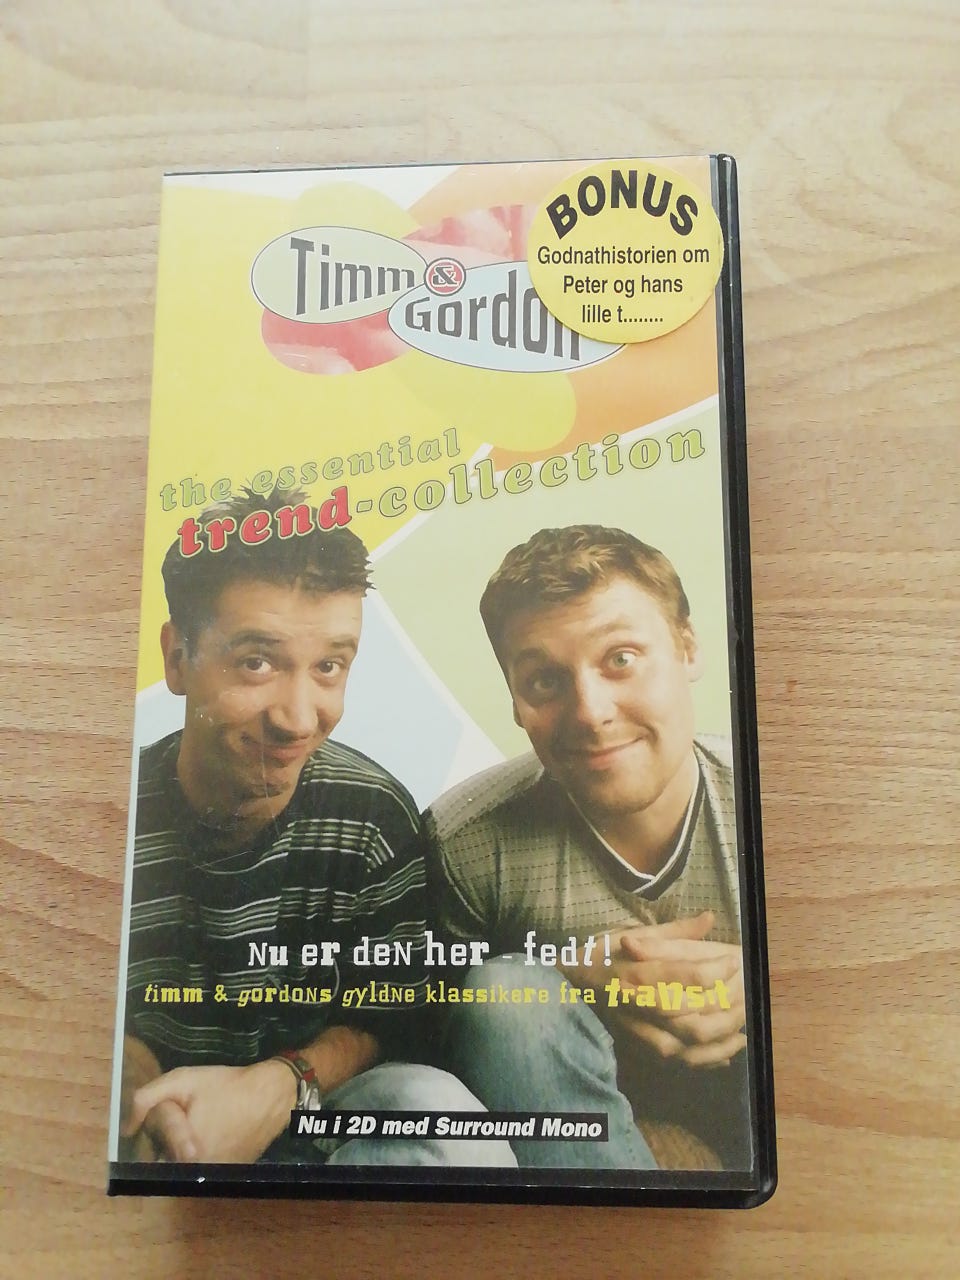 BONUS
Godnathistorien om
Peter og hans
lille t........
Timm &
Gordon
the essential
trend-collection
Nu er den her - fedt!
timm & gordons gyldne klassikere fra transit
Nu i 2D med Surround Mono